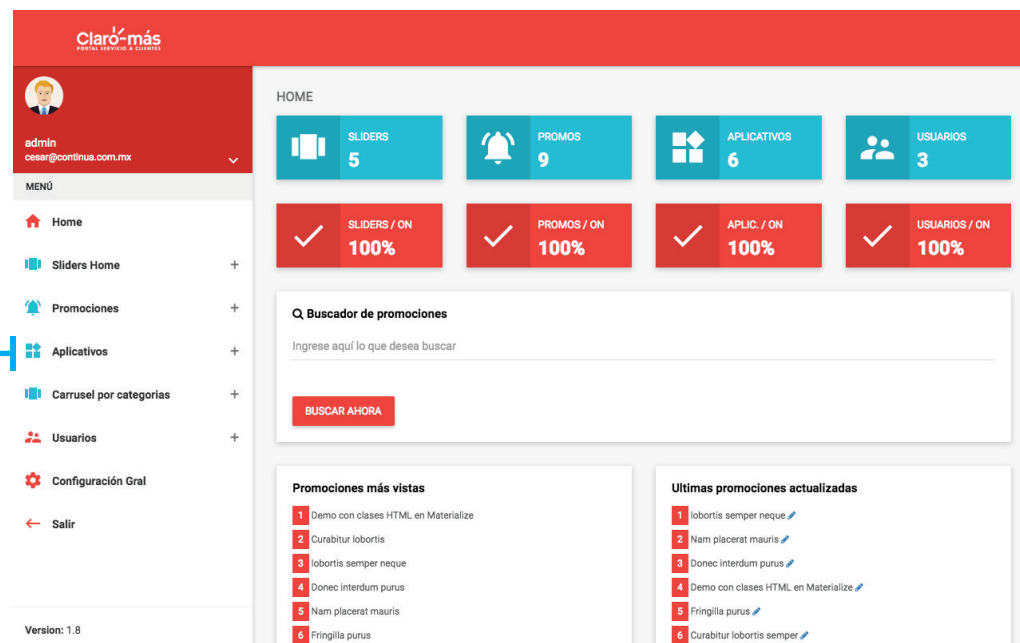 Claro-más
PORTAL SERVICIO A CLIENTES
admin
cesar@continua.com.mx
MENÚ
Home
Sliders Home +
Promociones +
Aplicativos +
Carrusel por categorias +
Usuarios +
Configuración Gral
Salir
Version: 1.8
HOME
SLIDERS
5
PROMOS
9
APLICATIVOS
6
USUARIOS
3
SLIDERS / ON
100%
PROMOS / ON
100%
APLIC. / ON
100%
USUARIOS / ON
100%
Buscador de promociones
Ingrese aquí lo que desea buscar
BUSCAR AHORA
Promociones más vistas
1 Demo con clases HTML en Materialize
2 Curabitur lobortis
3 lobortis semper neque
4 Donec interdum purus
5 Nam placerat mauris
6 Fringilla purus
Ultimas promociones actualizadas
1 lobortis semper neque
2 Nam placerat mauris
3 Donec interdum purus
4 Demo con clases HTML en Materialize
5 Fringilla purus
6 Curabitur lobortis semper